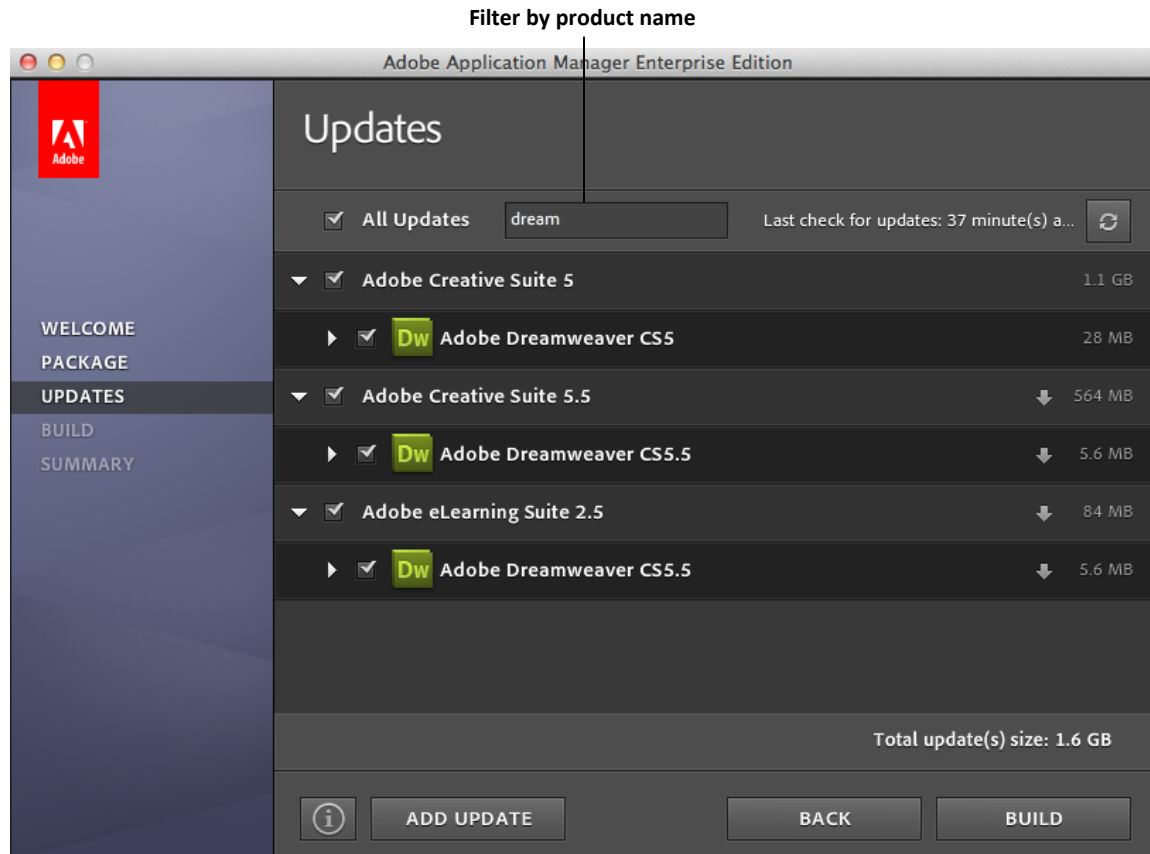 Filter by product name
Adobe Application Manager Enterprise Edition
Adobe
Updates
All Updates dream Last check for updates: 37 minute(s) a...
Adobe Creative Suite 5 1.1 GB
WELCOME
PACKAGE
UPDATES
BUILD
SUMMARY
Dw Adobe Dreamweaver CS5 28 MB
Adobe Creative Suite 5.5 564 MB
Dw Adobe Dreamweaver CS5.5 5.6 MB
Adobe eLearning Suite 2.5 84 MB
Dw Adobe Dreamweaver CS5.5 5.6 MB
Total update(s) size: 1.6 GB
i ADD UPDATE BACK BUILD